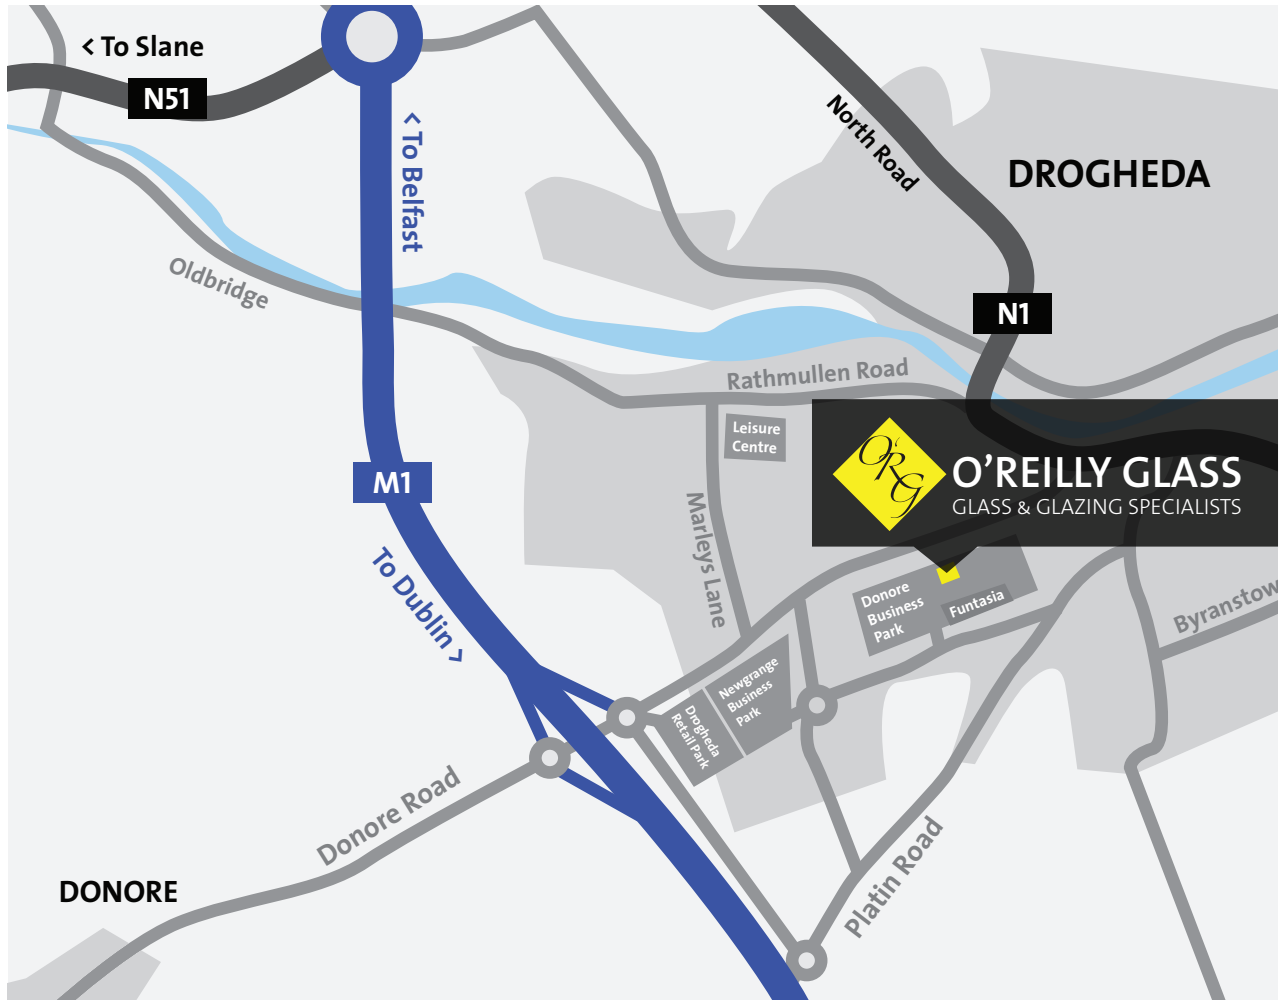 < To Slane
N51
< To Belfast
North Road
DROGHEDA
Oldbridge
N1
Rathmullen Road
Leisure
Centre
O'RG
O’REILLY GLASS
GLASS & GLAZING SPECIALISTS
M1
Marleys Lane
To Dublin >
Donore
Business
Park
Funtasia
Byranstow
Newgrange
Business
Park
Drogheda
Retail Park
Donore Road
Platin Road
DONORE